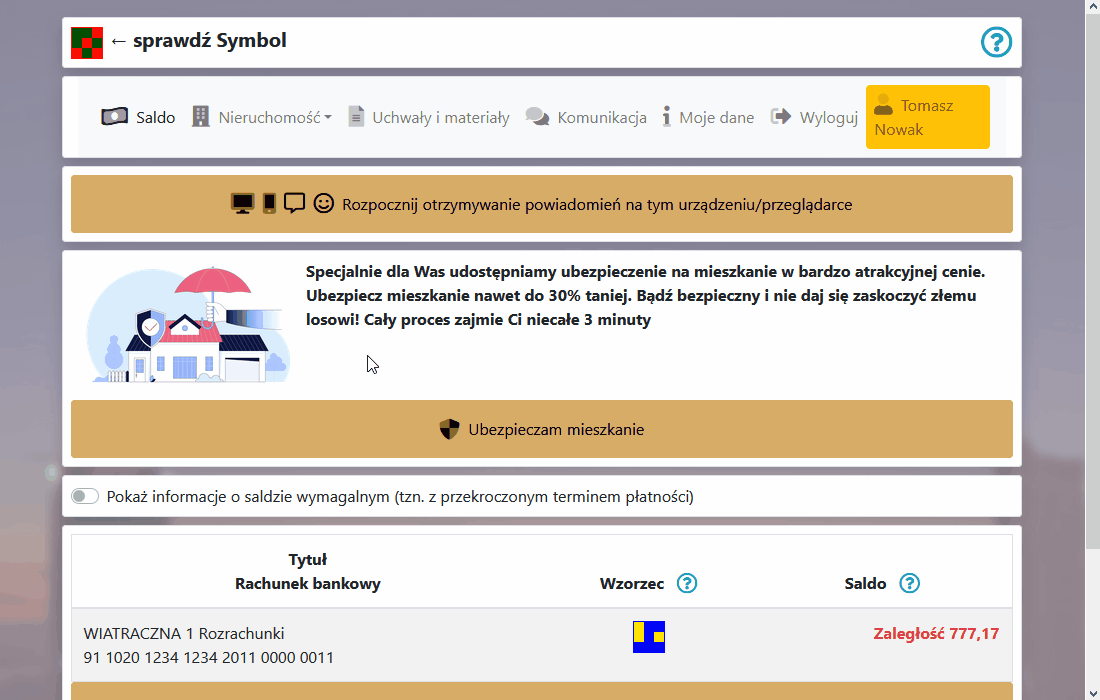 ← sprawdź Symbol
Saldo Nieruchomość Uchwały i materiały Komunikacja Moje dane Wyloguj Tomasz
Nowak
Rozpocznij otrzymywanie powiadomień na tym urządzeniu/przeglądarce
Specjalnie dla Was udostępniamy ubezpieczenie na mieszkanie w bardzo atrakcyjnej cenie.
Ubezpiecz mieszkanie nawet do 30% taniej. Bądź bezpieczny i nie daj się zaskoczyć złemu
losowi! Cały proces zajmie Ci niecałe 3 minuty
Ubezpieczam mieszkanie
Pokaż informacje o saldzie wymagalnym (tzn. z przekroczonym terminem płatności)
Tytuł
Rachunek bankowy Wzorzec Saldo
WIATRACZNA 1 Rozrachunki Zaległość 777,17
91 1020 1234 1234 2011 0000 0011